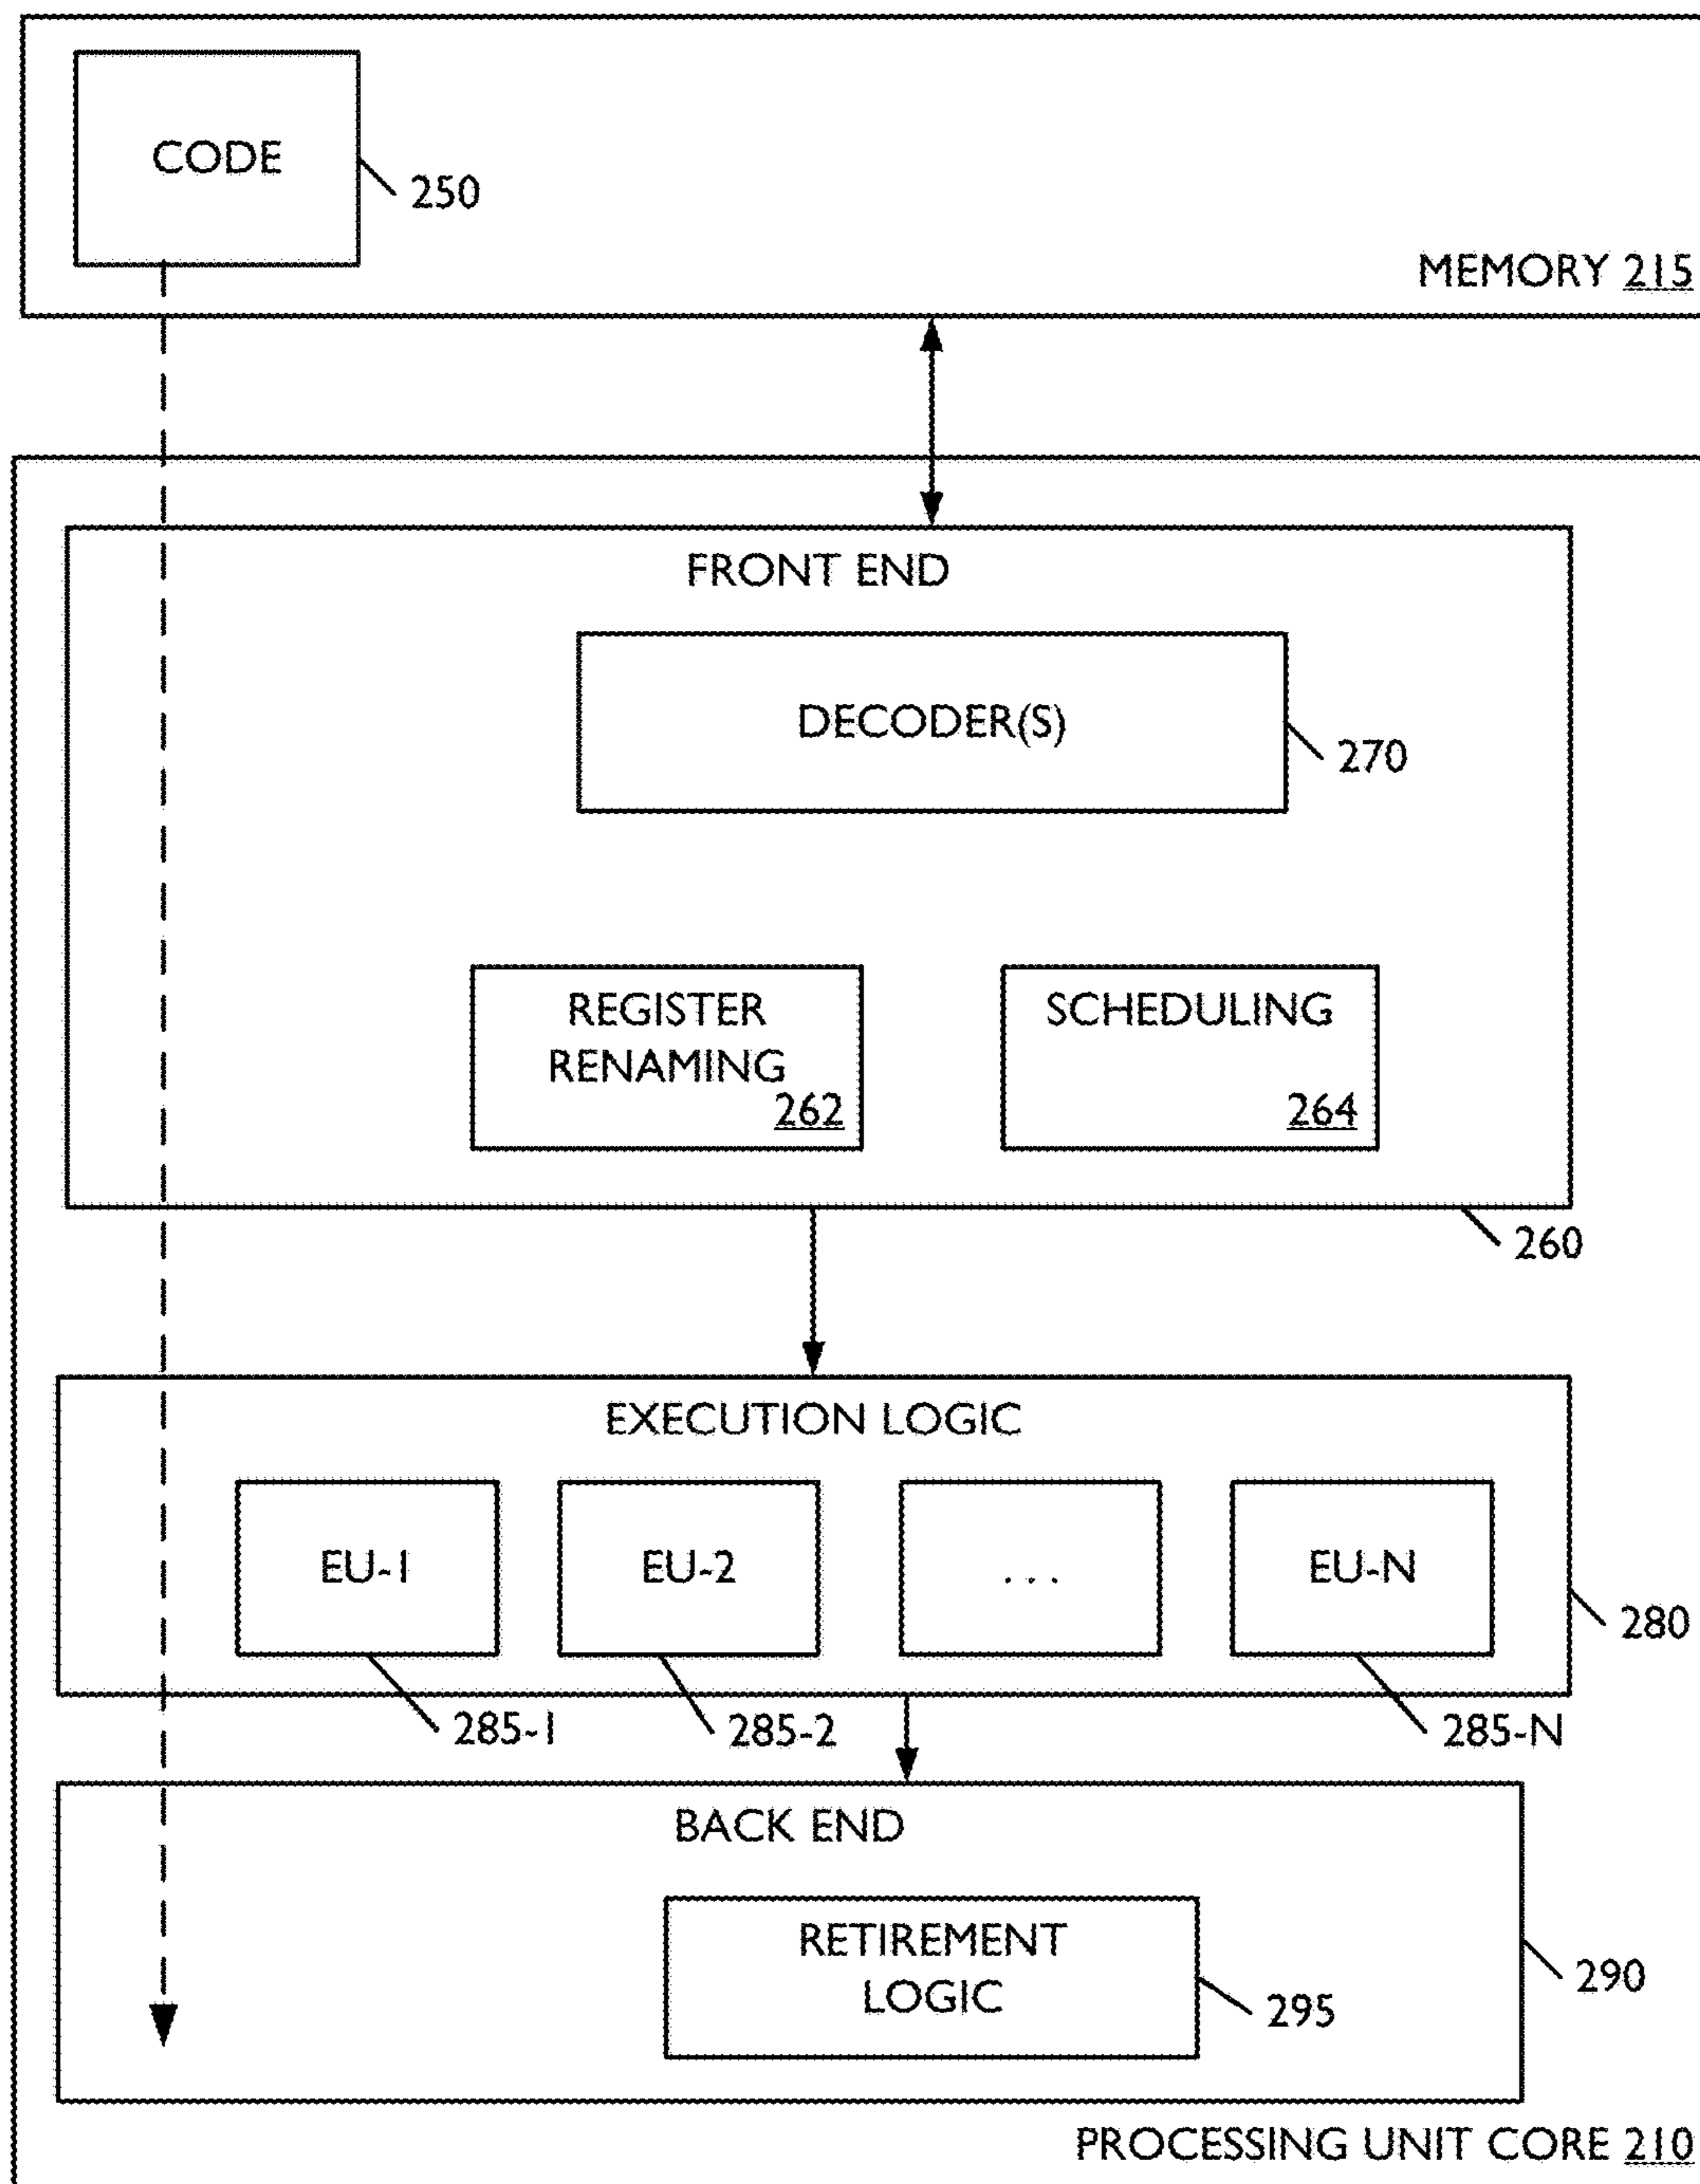 CODE
250
MEMORY 215
FRONT END
DECODER(S)
270
REGISTER
RENAMING
262
SCHEDULING
264
260
EXECUTION LOGIC
EU-1
EU-2
. . .
EU-N
280
285-1
285-2
285-N
BACK END
RETIREMENT
LOGIC
295
290
PROCESSING UNIT CORE 210